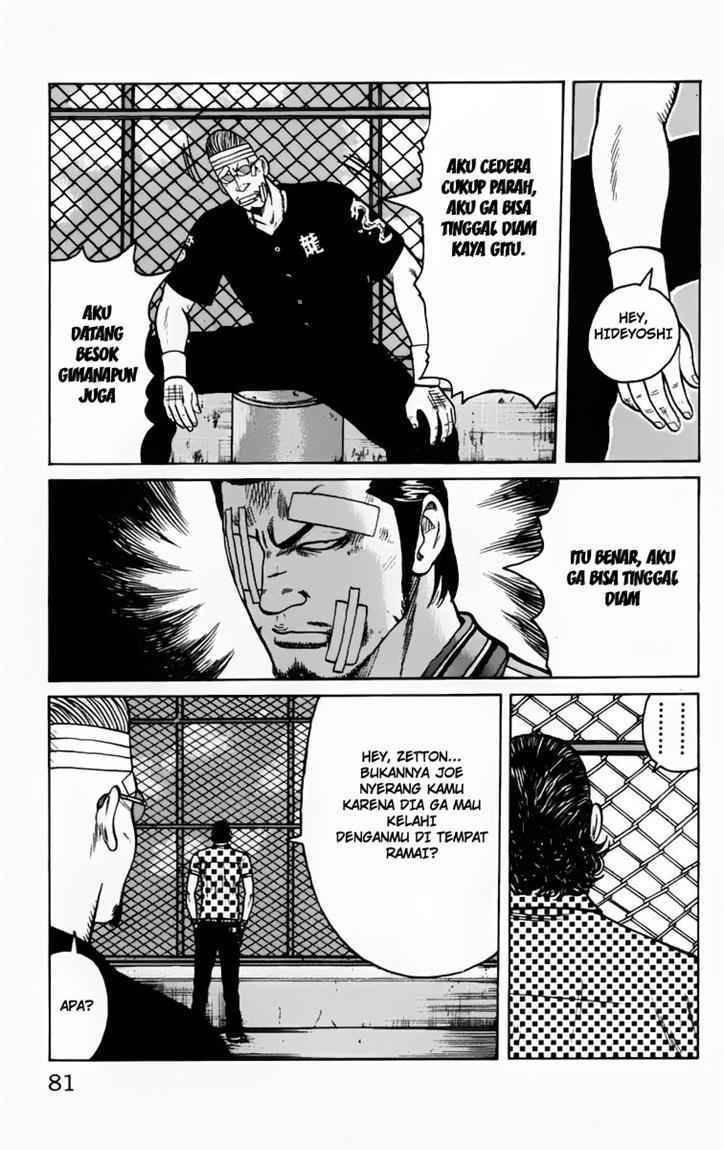 HEY,
HIDEYOSHI
AKU CEDERA
CUKUP PARAH,
AKU GA BISA
TINGGAL DIAM
KAYA GITU.
龍
AKU
DATANG
BESOK
GIMANAPUN
JUGA
ITU BENAR, AKU
GA BISA TINGGAL
DIAM
HEY, ZETTON...
BUKANNYA JOE
NYERANG KAMU
KARENA DIA GA MAU
KELAHI
DENGANMU DI TEMPAT
RAMAI?
APA?
81